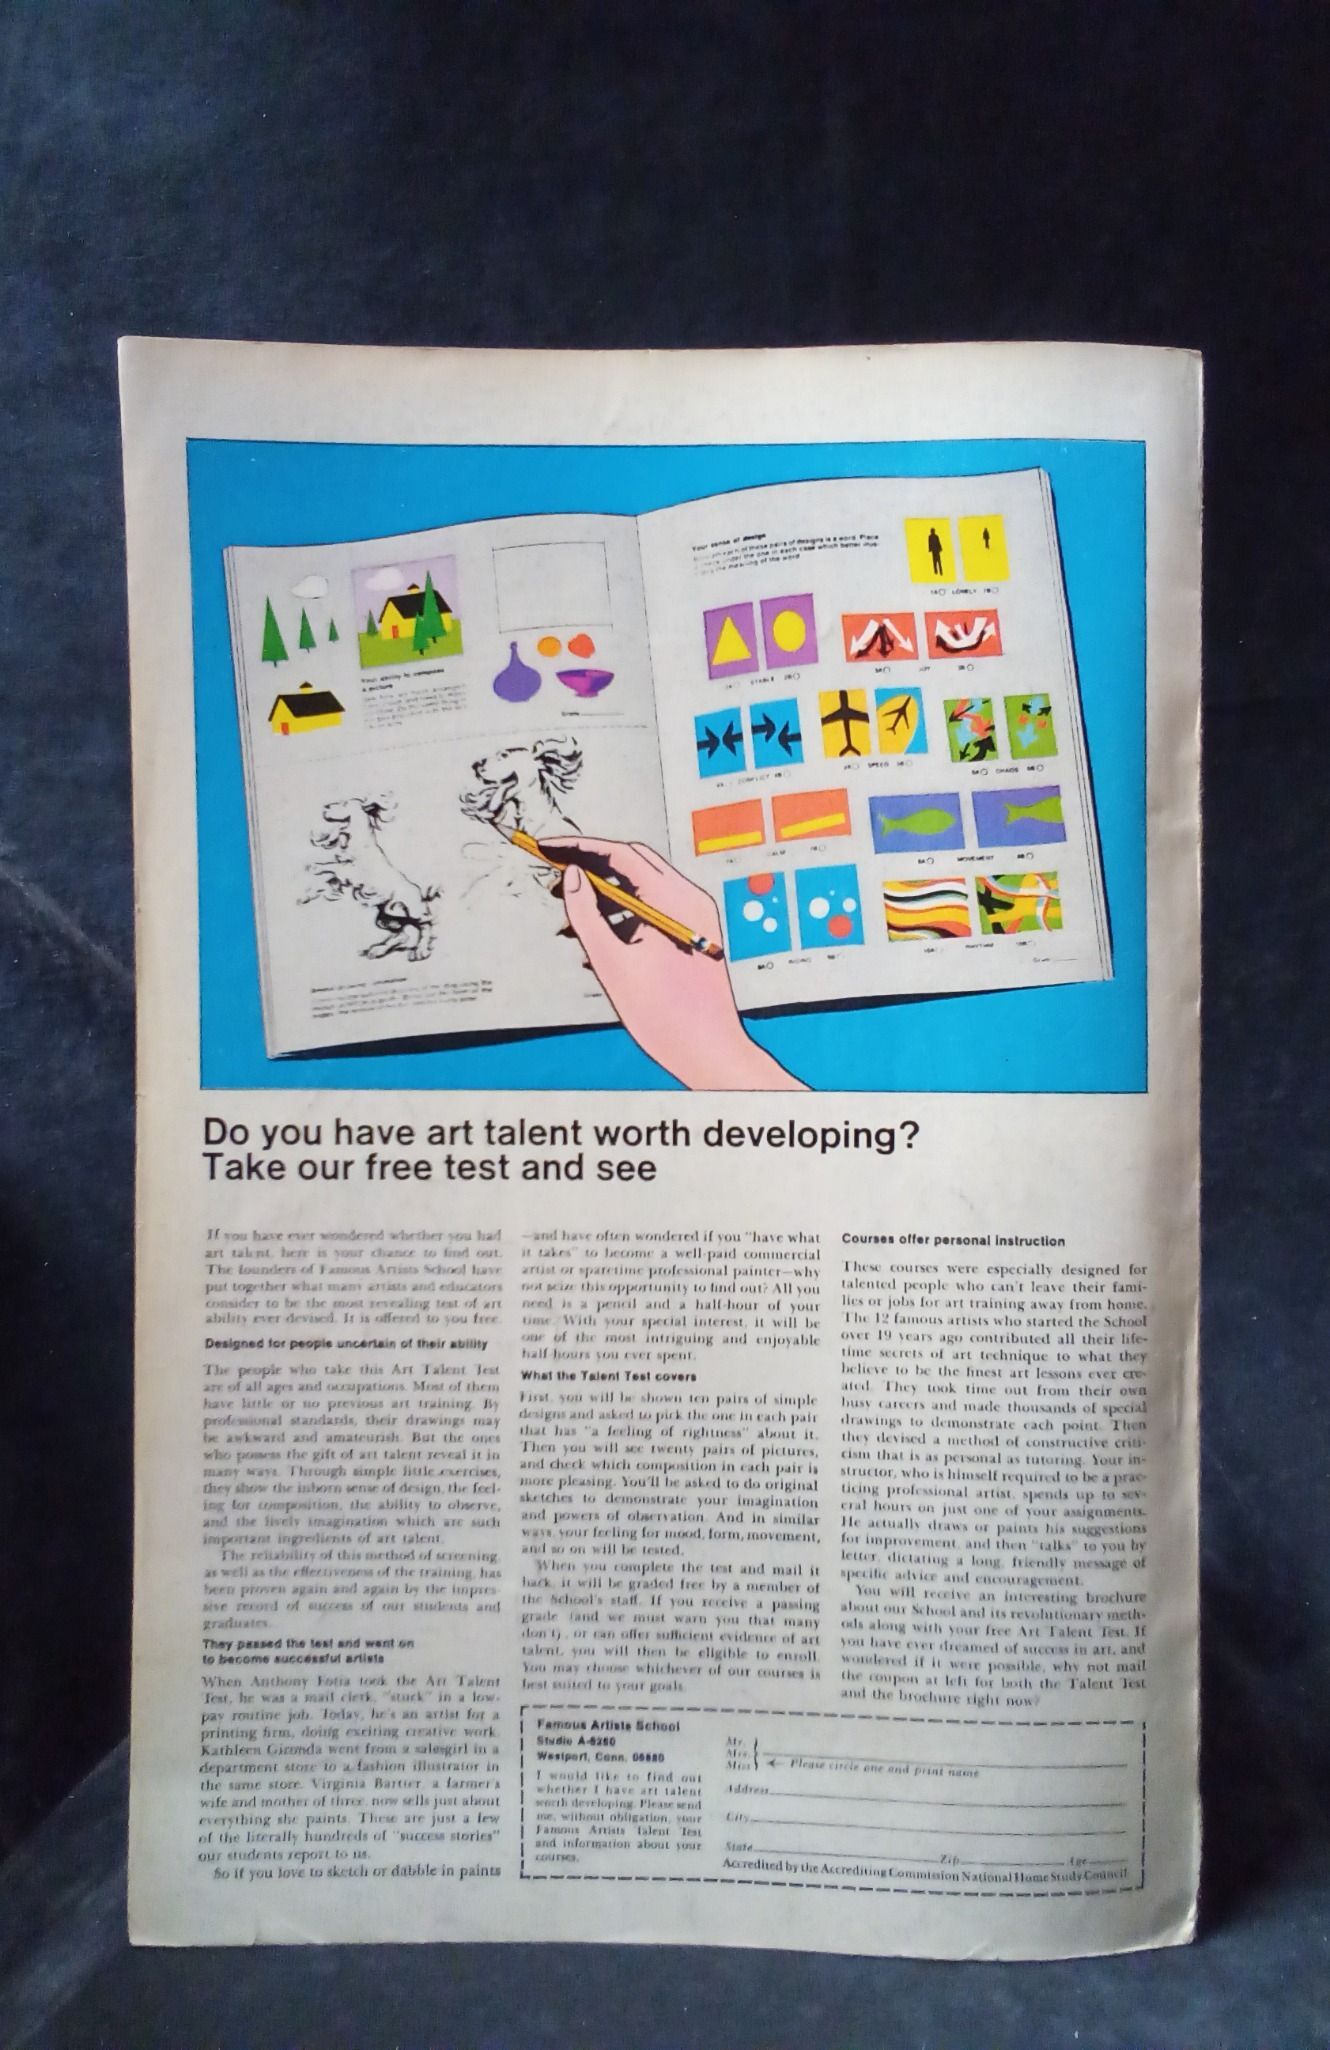 Your sense of design
1A LONELY 1B
2A STABLE 2B
3A JOY 3B
4A CONFLICT 4B
SPEED
6A CHAOS 6B
CALM
8A MOVEMENT 8B
9A RISING 9B
10A RHYTHM 10B
Your ability to compose
a picture
Do you have art talent worth developing?
Take our free test and see
If you have ever wondered whether you had
art talent, here is your chance to find out.
The founders of Famous Artists School have
put together what many artists and educators
consider to be the most revealing test of art
ability ever devised. It is offered to you free.
Designed for people uncertain of their ability
The people who take this Art Talent Test
are of all ages and occupations. Most of them
have little or no previous art training. By
professional standards, their drawings may
be awkward and amateurish. But the ones
who possess the gift of art talent reveal it in
many ways. Through simple little exercises,
they show the inborn sense of design, the feel-
ing for composition, the ability to observe,
and the lively imagination which are such
important ingredients of art talent.
The reliability of this method of screening,
as well as the effectiveness of the training, has
been proven again and again by the impres-
sive record of success of our students and
graduates.
They passed the test and went on
to become successful artists
When Anthony Fotia took the Art Talent
Test, he was a mail clerk, "stuck" in a low-
pay routine job. Today, he's an artist for a
printing firm, doing exciting creative work.
Kathleen Gironda went from a salesgirl in a
department store to a fashion illustrator in
the same store. Virginia Bartter, a farmer's
wife and mother of three, now sells just about
everything she paints. These are just a few
of the literally hundreds of "success stories"
our students report to us.
So if you love to sketch or dabble in paints
—and have often wondered if you "have what
it takes" to become a well-paid commercial
artist or sparetime professional painter—why
not seize this opportunity to find out? All you
need is a pencil and a half-hour of your
time. With your special interest, it will be
one of the most intriguing and enjoyable
half-hours you ever spent.
What the Talent Test covers
First, you will be shown ten pairs of simple
designs and asked to pick the one in each pair
that has "a feeling of rightness" about it.
Then you will see twenty pairs of pictures,
and check which composition in each pair is
more pleasing. You'll be asked to do original
sketches to demonstrate your imagination
and powers of observation. And in similar
ways, your feeling for mood, form, movement,
and so on will be tested.
When you complete the test and mail it
back, it will be graded free by a member of
the School's staff. If you receive a passing
grade (and we must warn you that many
don't), or can offer sufficient evidence of art
talent, you will then be eligible to enroll.
You may choose whichever of our courses is
best suited to your goals.
Courses offer personal instruction
These courses were especially designed for
talented people who can't leave their fami-
lies or jobs for art training away from home.
The 12 famous artists who started the School
over 19 years ago contributed all their life-
time secrets of art technique to what they
believe to be the finest art lessons ever cre-
ated. They took time out from their own
busy careers and made thousands of special
drawings to demonstrate each point. Then
they devised a method of constructive criti-
cism that is as personal as tutoring. Your in-
structor, who is himself required to be a prac-
ticing professional artist, spends up to sev-
eral hours on just one of your assignments.
He actually draws or paints his suggestions
for improvement, and then "talks" to you by
letter, dictating a long, friendly message of
specific advice and encouragement.
You will receive an interesting brochure
about our School and its revolutionary meth-
ods along with your free Art Talent Test. If
you have ever dreamed of success in art, and
wondered if it were possible, why not mail
the coupon at left for both the Talent Test
and the brochure right now?
Famous Artists School
Studio A-5260
Westport, Conn. 06880
I would like to find out
whether I have art talent
worth developing. Please send
me, without obligation, your
Famous Artists Talent Test
and information about your
courses.
Mr.
Mrs.
Miss
Please circle one and print name
Address
City
State Zip Age
Accredited by the Accrediting Commission National Home Study Council